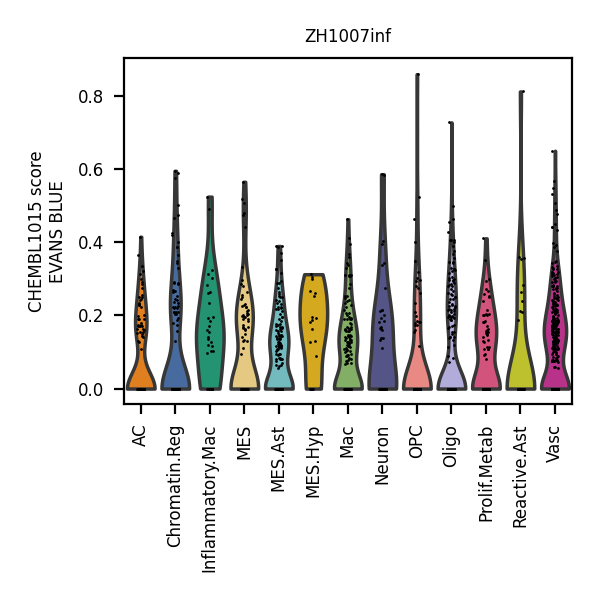 ZH1007inf
CHEMBL1015 score
EVANS BLUE
0.8
0.6
0.4
0.2
0.0
AC
Chromatin.Reg
Inflammatory.Mac
MES
MES.Ast
MES.Hyp
Mac
Neuron
OPC
Oligo
Prolif.Metab
Reactive.Ast
Vasc